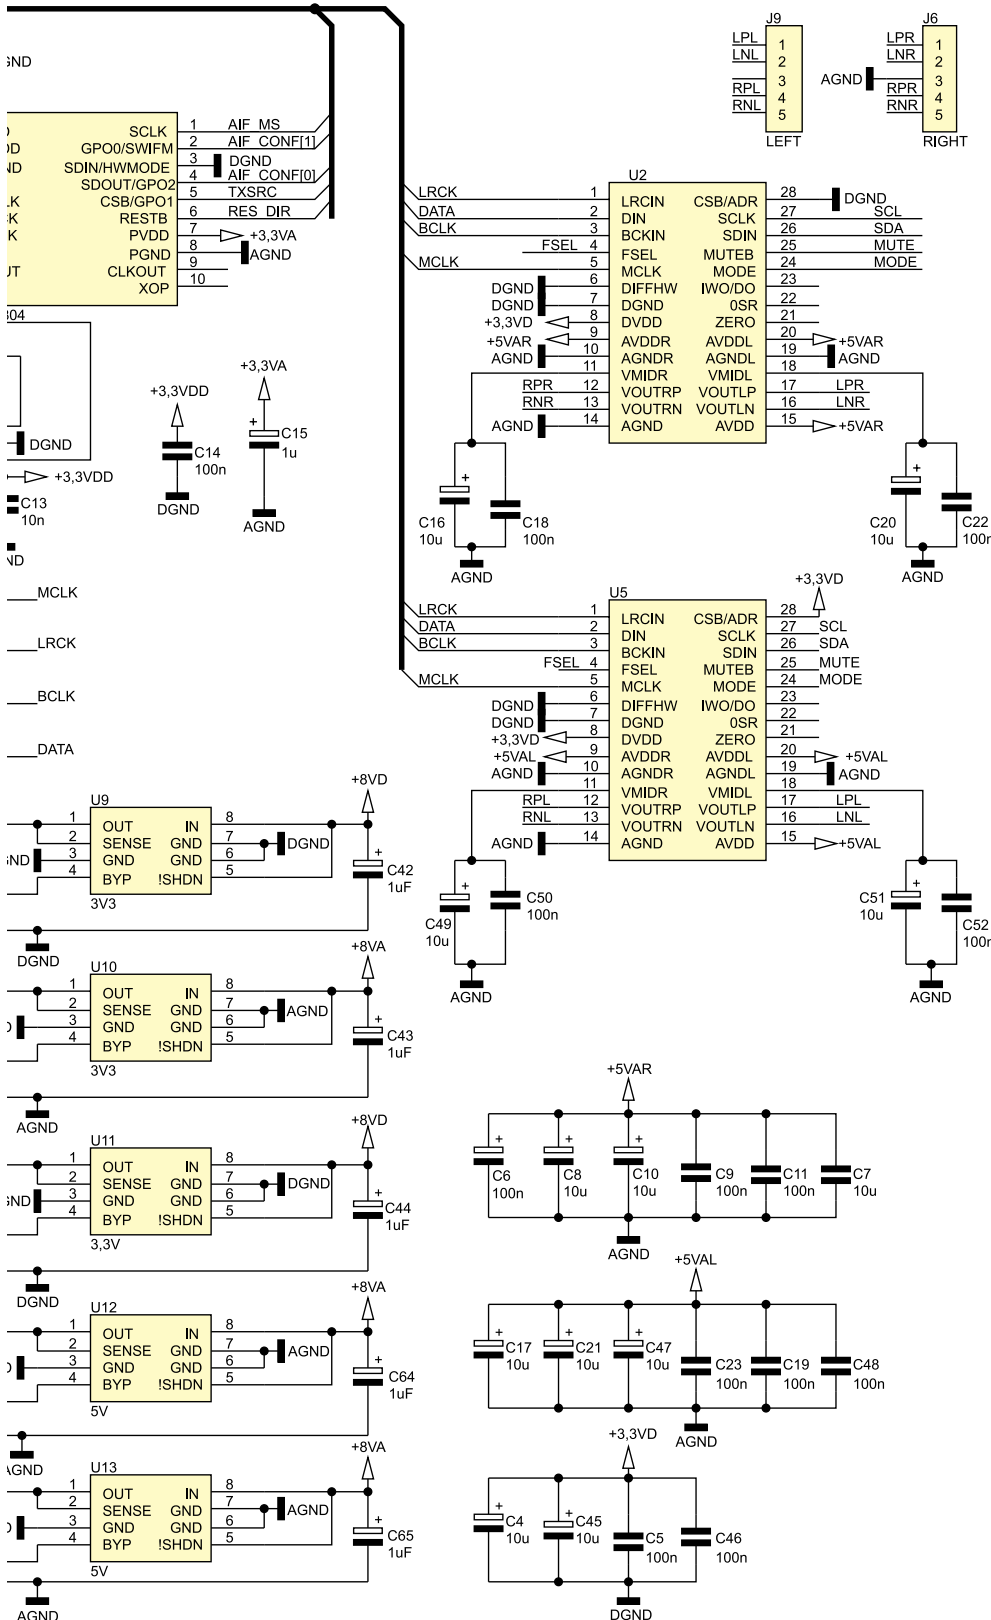 J9
LPL 1
LNL 2
3
RPL 4
RNL 5
LEFT
J6
LPR 1
LNR 2
AGND 3
RPR 4
RNR 5
RIGHT
GND
SCLK 1 AIF_MS
GPO0/SWIFM 2 AIF_CONF[1]
SDIN/HWMODE 3 DGND
SDOUT/GPO2 4 AIF_CONF[0]
CSB/GPO1 5 TXSRC
RESTB 6 RES_DIR
PVDD 7 +3,3VA
PGND 8 AGND
CLKOUT 9
XOP 10
804
U2
LRCK 1 LRCIN CSB/ADR 28 DGND
DATA 2 DIN SCLK 27 SCL
BCLK 3 BCKIN SDIN 26 SDA
FSEL 4 FSEL MUTEB 25 MUTE
MCLK 5 MCLK MODE 24 MODE
DGND 6 DIFFHW IWO/DO 23
DGND 7 DGND 0SR 22
+3,3VD 8 DVDD ZERO 21
+5VAR 9 AVDDR AVDDL 20 +5VAR
AGND 10 AGNDR AGNDL 19 AGND
11 VMIDR VMIDL 18
RPR 12 VOUTRP VOUTLP 17 LPR
RNR 13 VOUTRN VOUTLN 16 LNR
AGND 14 AGND AVDD 15 +5VAR
+3,3VDD
C14
100n
DGND
+3,3VA
+
C15
1u
AGND
DGND
+3,3VDD
C13
10n
ND
+
C16
10u
C18
100n
AGND
+
C20
10u
C22
100n
AGND
MCLK
LRCK
BCLK
DATA
U5
+3,3VD
LRCK 1 LRCIN CSB/ADR 28
DATA 2 DIN SCLK 27 SCL
BCLK 3 BCKIN SDIN 26 SDA
FSEL 4 FSEL MUTEB 25 MUTE
MCLK 5 MCLK MODE 24 MODE
DGND 6 DIFFHW IWO/DO 23
DGND 7 DGND 0SR 22
+3,3VD 8 DVDD ZERO 21
+5VAL 9 AVDDR AVDDL 20 +5VAL
AGND 10 AGNDR AGNDL 19 AGND
11 VMIDR VMIDL 18
RPL 12 VOUTRP VOUTLP 17 LPL
RNL 13 VOUTRN VOUTLN 16 LNL
AGND 14 AGND AVDD 15 +5VAL
+
C49
10u
C50
100n
AGND
+
C51
10u
C52
100n
AGND
U9
+8VD
1 OUT IN 8
2 SENSE GND 7 DGND
GND 3 GND GND 6
4 BYP !SHDN 5
3V3
+
C42
1uF
DGND
U10
+8VA
1 OUT IN 8
2 SENSE GND 7 AGND
3 GND GND 6
4 BYP !SHDN 5
3V3
+
C43
1uF
AGND
U11
+8VD
1 OUT IN 8
2 SENSE GND 7 DGND
GND 3 GND GND 6
4 BYP !SHDN 5
3,3V
+
C44
1uF
DGND
U12
+8VA
1 OUT IN 8
2 SENSE GND 7 AGND
3 GND GND 6
4 BYP !SHDN 5
5V
+
C64
1uF
AGND
U13
+8VA
1 OUT IN 8
2 SENSE GND 7 AGND
3 GND GND 6
4 BYP !SHDN 5
5V
+
C65
1uF
AGND
+5VAR
+ C6 100n
+ C8 10u
+ C10 10u
C9 100n
C11 100n
C7 10u
AGND
+5VAL
+ C17 10u
+ C21 10u
+ C47 10u
C23 100n
C19 100n
C48 100n
AGND
+3,3VD
+ C4 10u
+ C45 10u
C5 100n
C46 100n
DGND